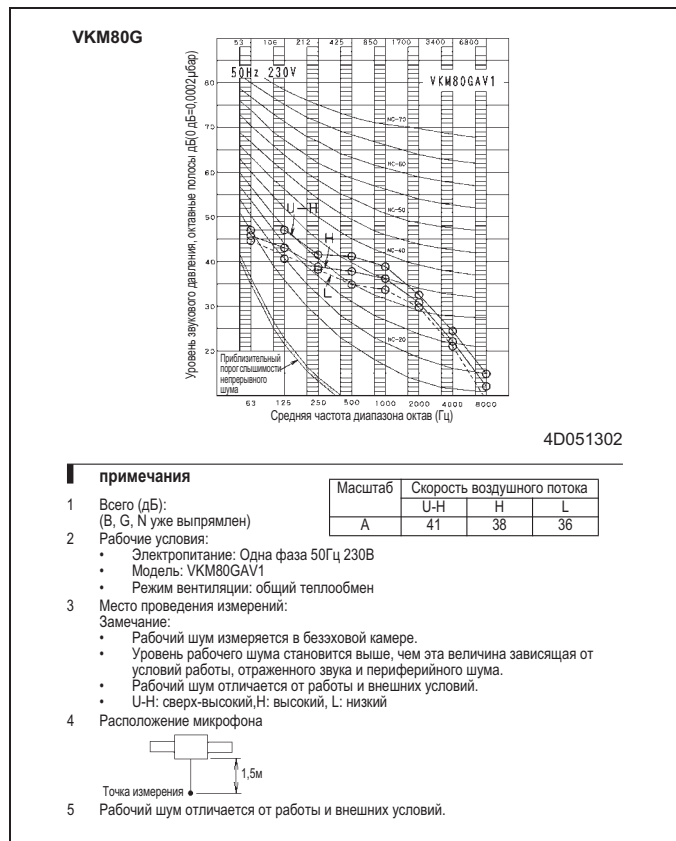 VKM80G
Уровень звукового давления, октавные полосы дБ(0 дБ=0,0002µбар)
53 106 212 425 850 1700 3400 6800
50Hz 230V
VKM80GAV1
80
70
60
50
40
30
20
NC-70
NC-60
NC-50
NC-40
NC-20
U-H
H
L
Приблизительный
порог слышимости
непрерывного
шума
63 125 250 500 1000 2000 4000 8000
Средняя частота диапазона октав (Гц)
4D051302
примечания
Масштаб Скорость воздушного потока
U-H H L
A 41 38 36
1 Всего (дБ):
(B, G, N уже выпрямлен)
2 Рабочие условия:
• Электропитание: Одна фаза 50Гц 230В
• Модель: VKM80GAV1
• Режим вентиляции: общий теплообмен
3 Место проведения измерений:
Замечание:
• Рабочий шум измеряется в безэховой камере.
• Уровень рабочего шума становится выше, чем эта величина зависящая от
условий работы, отраженного звука и периферийного шума.
• Рабочий шум отличается от работы и внешних условий.
• U-H: сверх-высокий,H: высокий, L: низкий
4 Расположение микрофона
1,5м
Точка измерения
5 Рабочий шум отличается от работы и внешних условий.